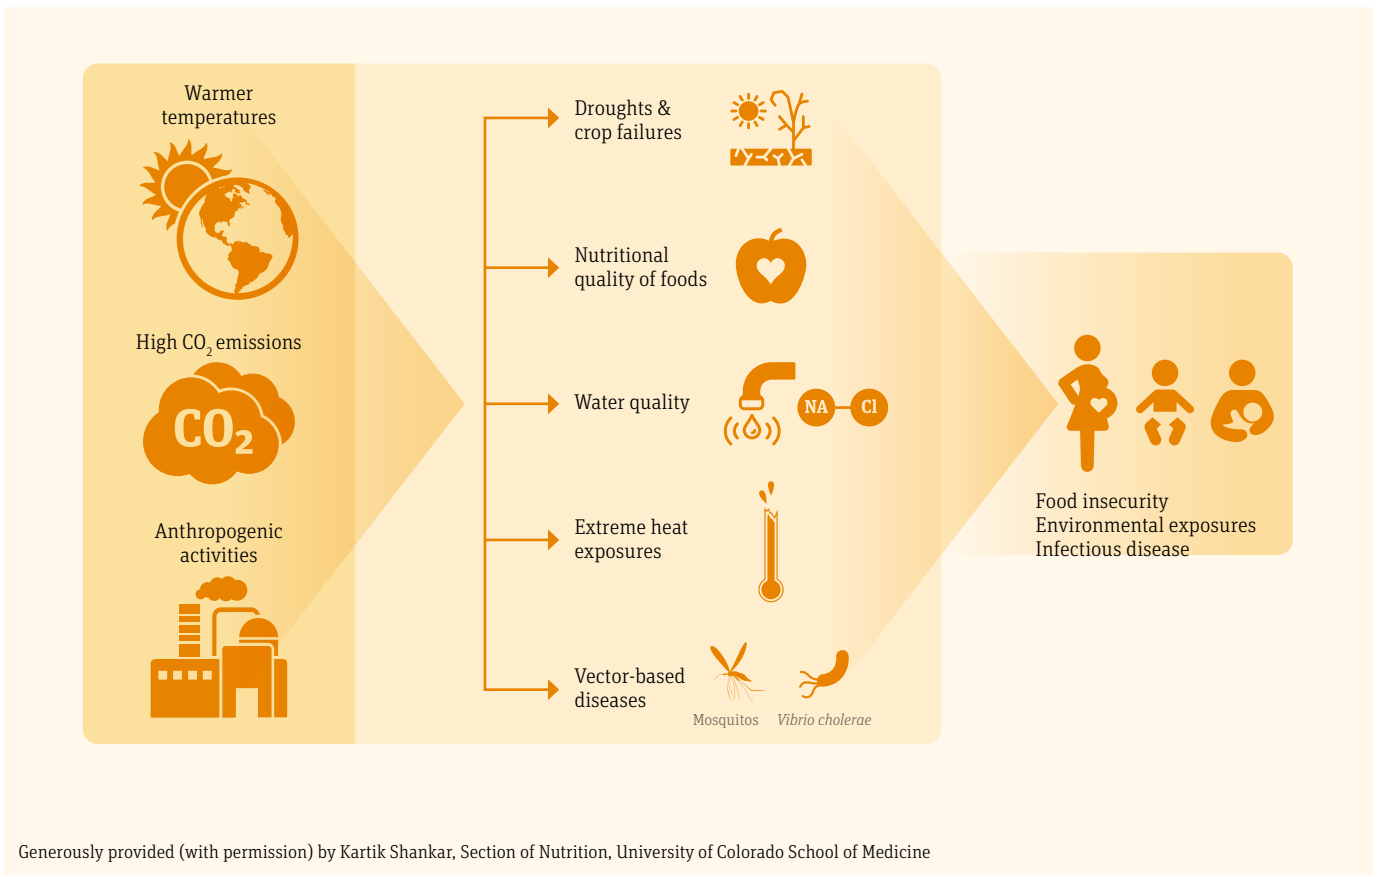 Warmer
temperatures
High CO₂ emissions
CO₂
Anthropogenic
activities
Droughts &
crop failures
Nutritional
quality of foods
Water quality
NA
Cl
Extreme heat
exposures
Vector-based
diseases
Mosquitos
Vibrio cholerae
Food insecurity
Environmental exposures
Infectious disease
Generously provided (with permission) by Kartik Shankar, Section of Nutrition, University of Colorado School of Medicine